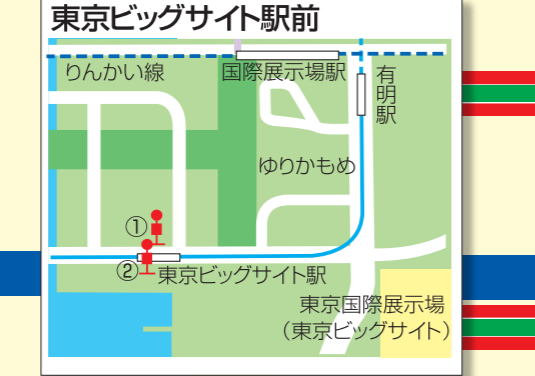 東京ビッグサイト駅前
りんかい線
国際展示場駅
有明駅
ゆりかもめ
①
②
東京ビッグサイト駅
東京国際展示場
（東京ビッグサイト）